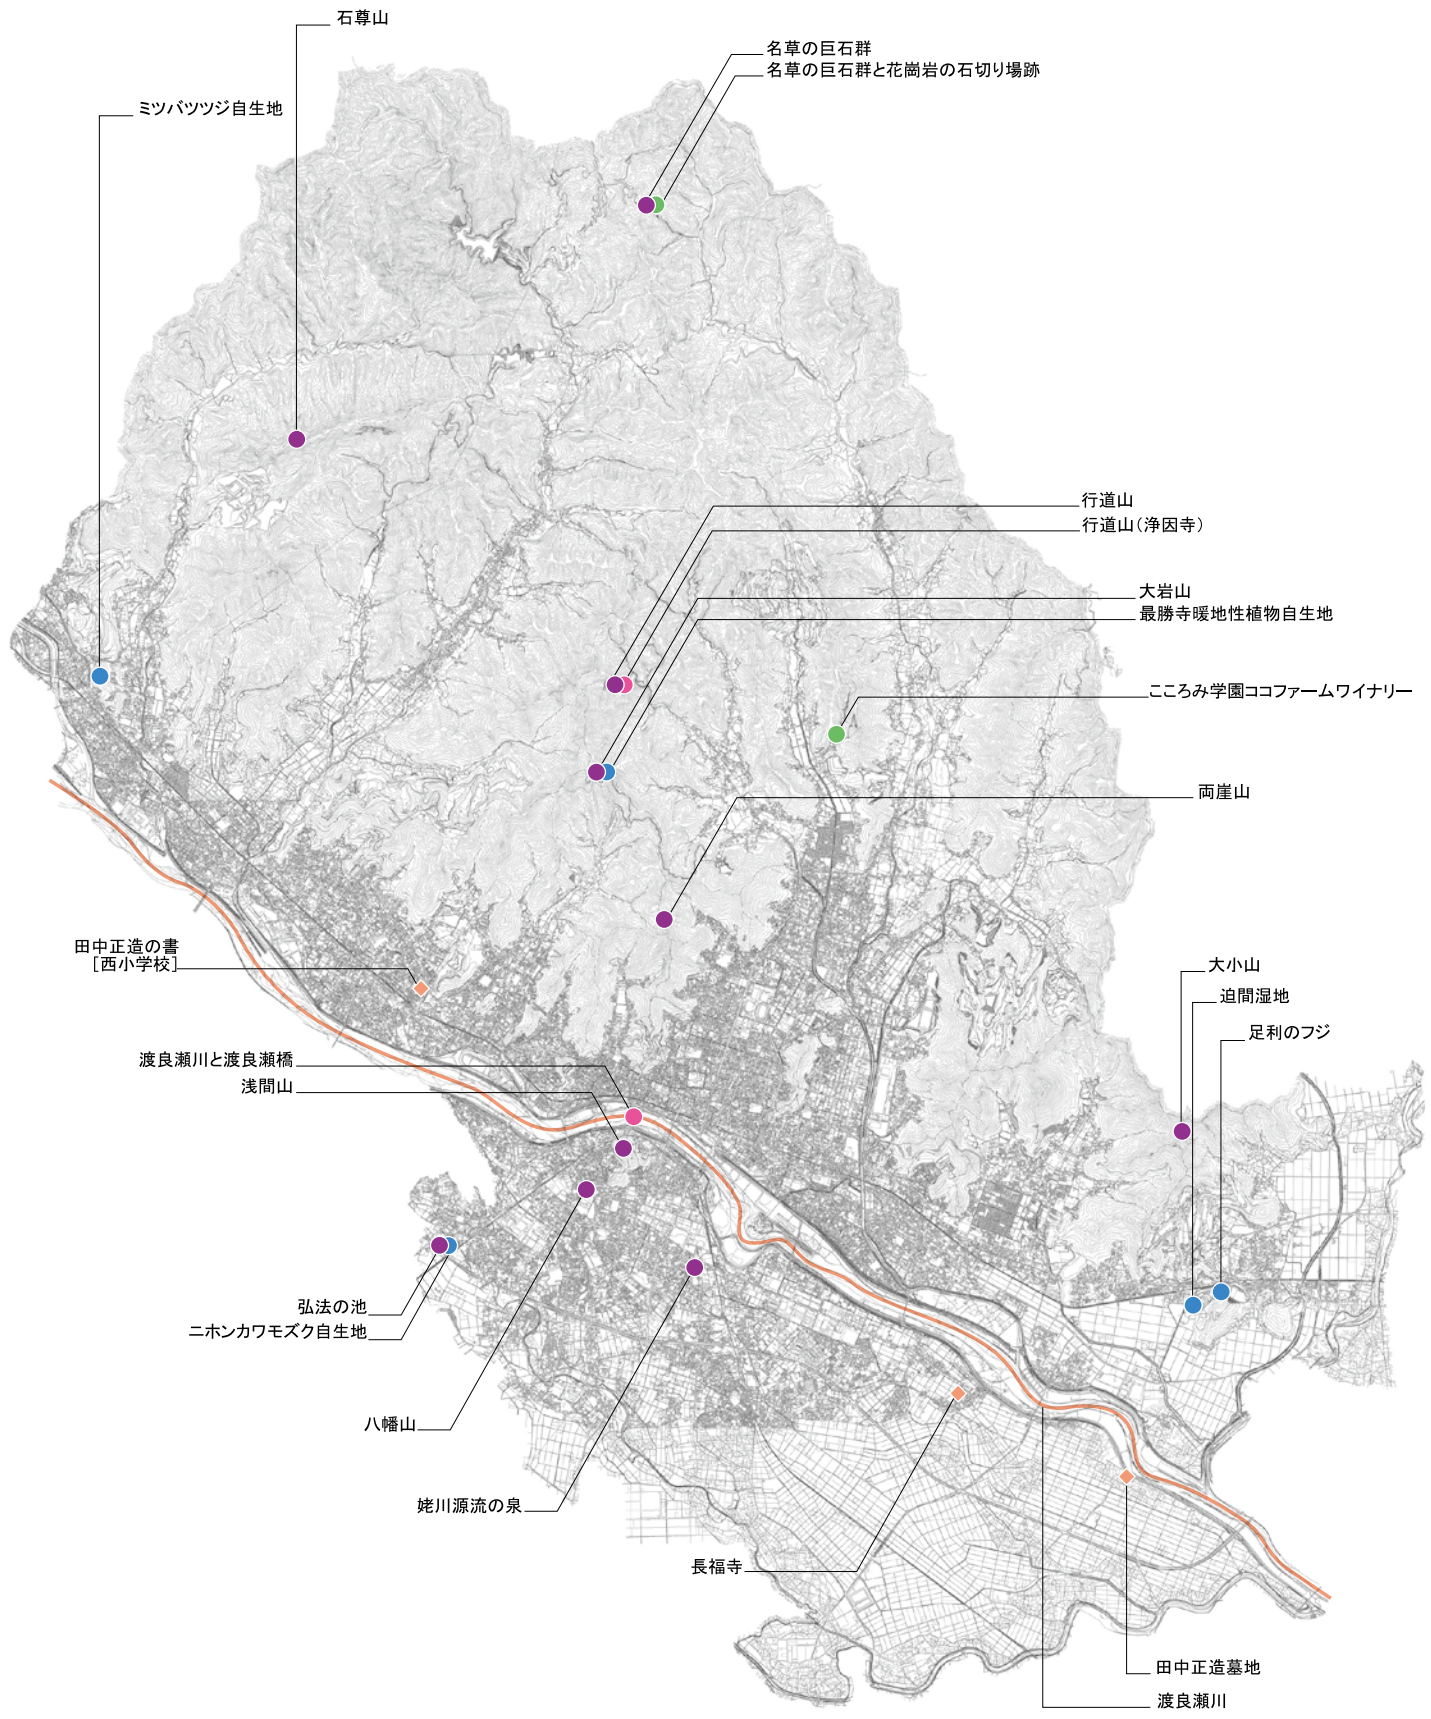 石尊山
名草の巨石群
名草の巨石群と花崗岩の石切り場跡
ミツバツツジ自生地
行道山
行道山（浄因寺）
大岩山
最勝寺暖地性植物自生地
こころみ学園ココファームワイナリー
両崖山
田中正造の書
［西小学校］
大小山
迫間湿地
足利のフジ
渡良瀬川と渡良瀬橋
浅間山
弘法の池
ニホンカワモズク自生地
八幡山
姥川源流の泉
長福寺
田中正造墓地
渡良瀬川